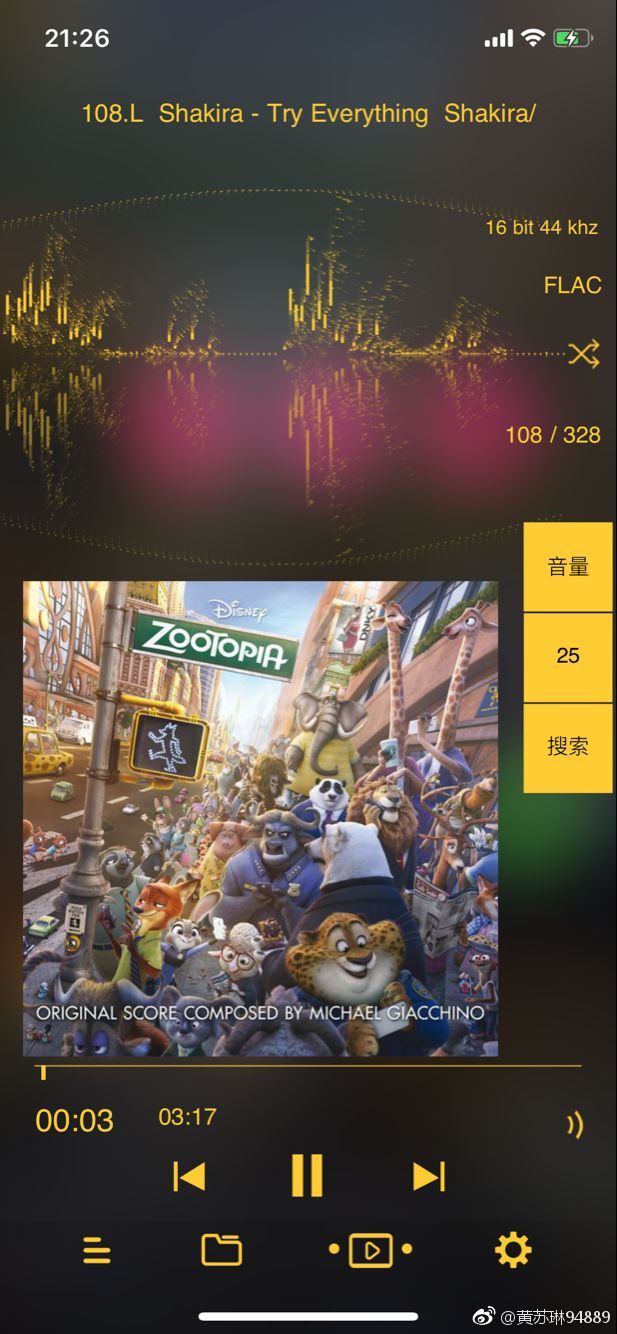 21:26
108.L Shakira - Try Everything Shakira/
16 bit 44 khz
FLAC
108 / 328
音量
25
搜索
DISNEY
ZOOTOPIA
DNKY
ORIGINAL SCORE COMPOSED BY MICHAEL GIACCHINO
00:03
03:17
@黄苏琳94889